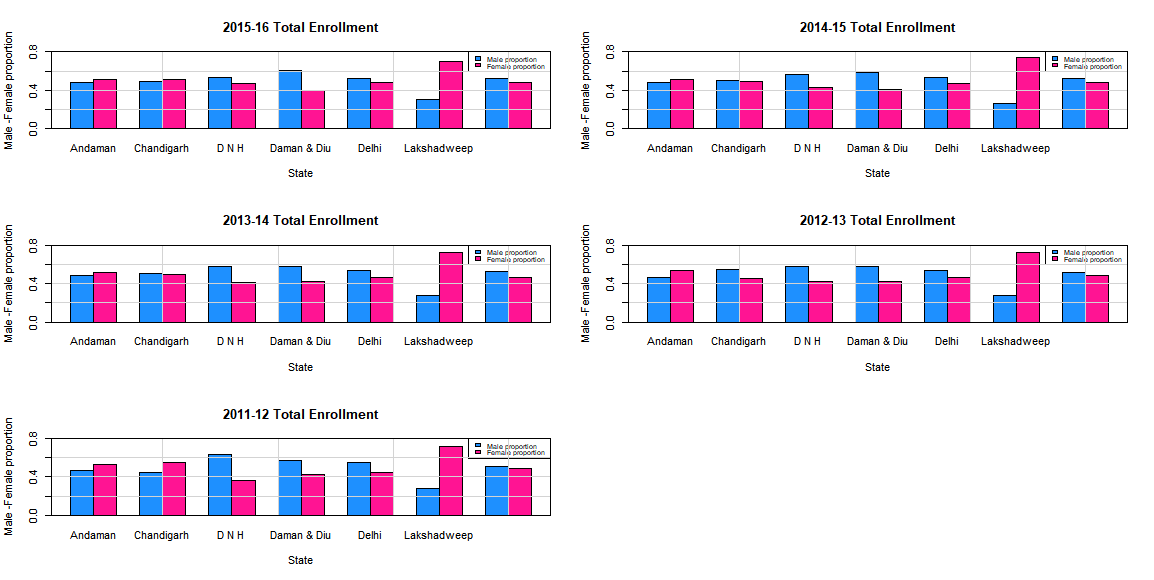 2015-16 Total Enrollment
Male -Female proportion
0.8
0.4
0.0
Male proportion
Female proportion
Andaman Chandigarh D N H Daman & Diu Delhi Lakshadweep
State
2014-15 Total Enrollment
Male -Female proportion
0.8
0.4
0.0
Male proportion
Female proportion
Andaman Chandigarh D N H Daman & Diu Delhi Lakshadweep
State
2013-14 Total Enrollment
Male -Female proportion
0.8
0.4
0.0
Male proportion
Female proportion
Andaman Chandigarh D N H Daman & Diu Delhi Lakshadweep
State
2012-13 Total Enrollment
Male -Female proportion
0.8
0.4
0.0
Male proportion
Female proportion
Andaman Chandigarh D N H Daman & Diu Delhi Lakshadweep
State
2011-12 Total Enrollment
Male -Female proportion
0.8
0.4
0.0
Male proportion
Female proportion
Andaman Chandigarh D N H Daman & Diu Delhi Lakshadweep
State